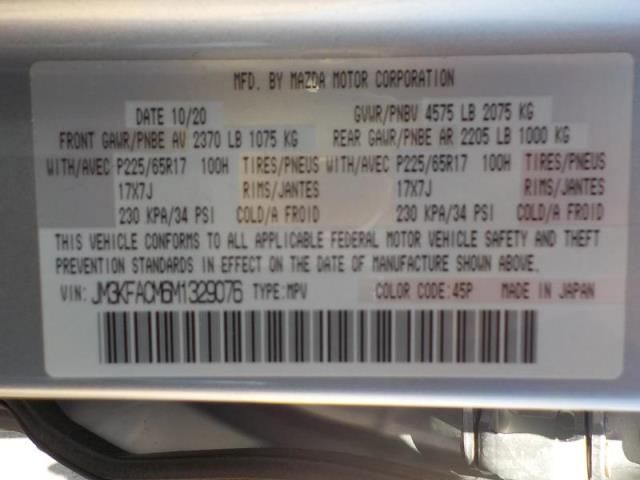 MFD. BY MAZDA MOTOR CORPORATION
DATE 10/20 GVWR/PNBV 4575 LB 2075 KG
FRONT GAWR/PNBE AV 2370 LB 1075 KG REAR GAWR/PNBE AR 2205 LB 1000 KG
WITH/AVEC P225/65R17 100H TIRES/PNEUS WITH/AVEC P225/65R17 100H TIRES/PNEUS
17X7J RIMS/JANTES 17X7J RIMS/JANTES
230 KPA/34 PSI COLD/A FROID 230 KPA/34 PSI COLD/A FROID
THIS VEHICLE CONFORMS TO ALL APPLICABLE FEDERAL MOTOR VEHICLE SAFETY AND THEFT
PREVENTION STANDARDS IN EFFECT ON THE DATE OF MANUFACTURE SHOWN ABOVE.
VIN: JM3KFACM6M1329076 TYPE:MPV COLOR CODE:45P MADE IN JAPAN